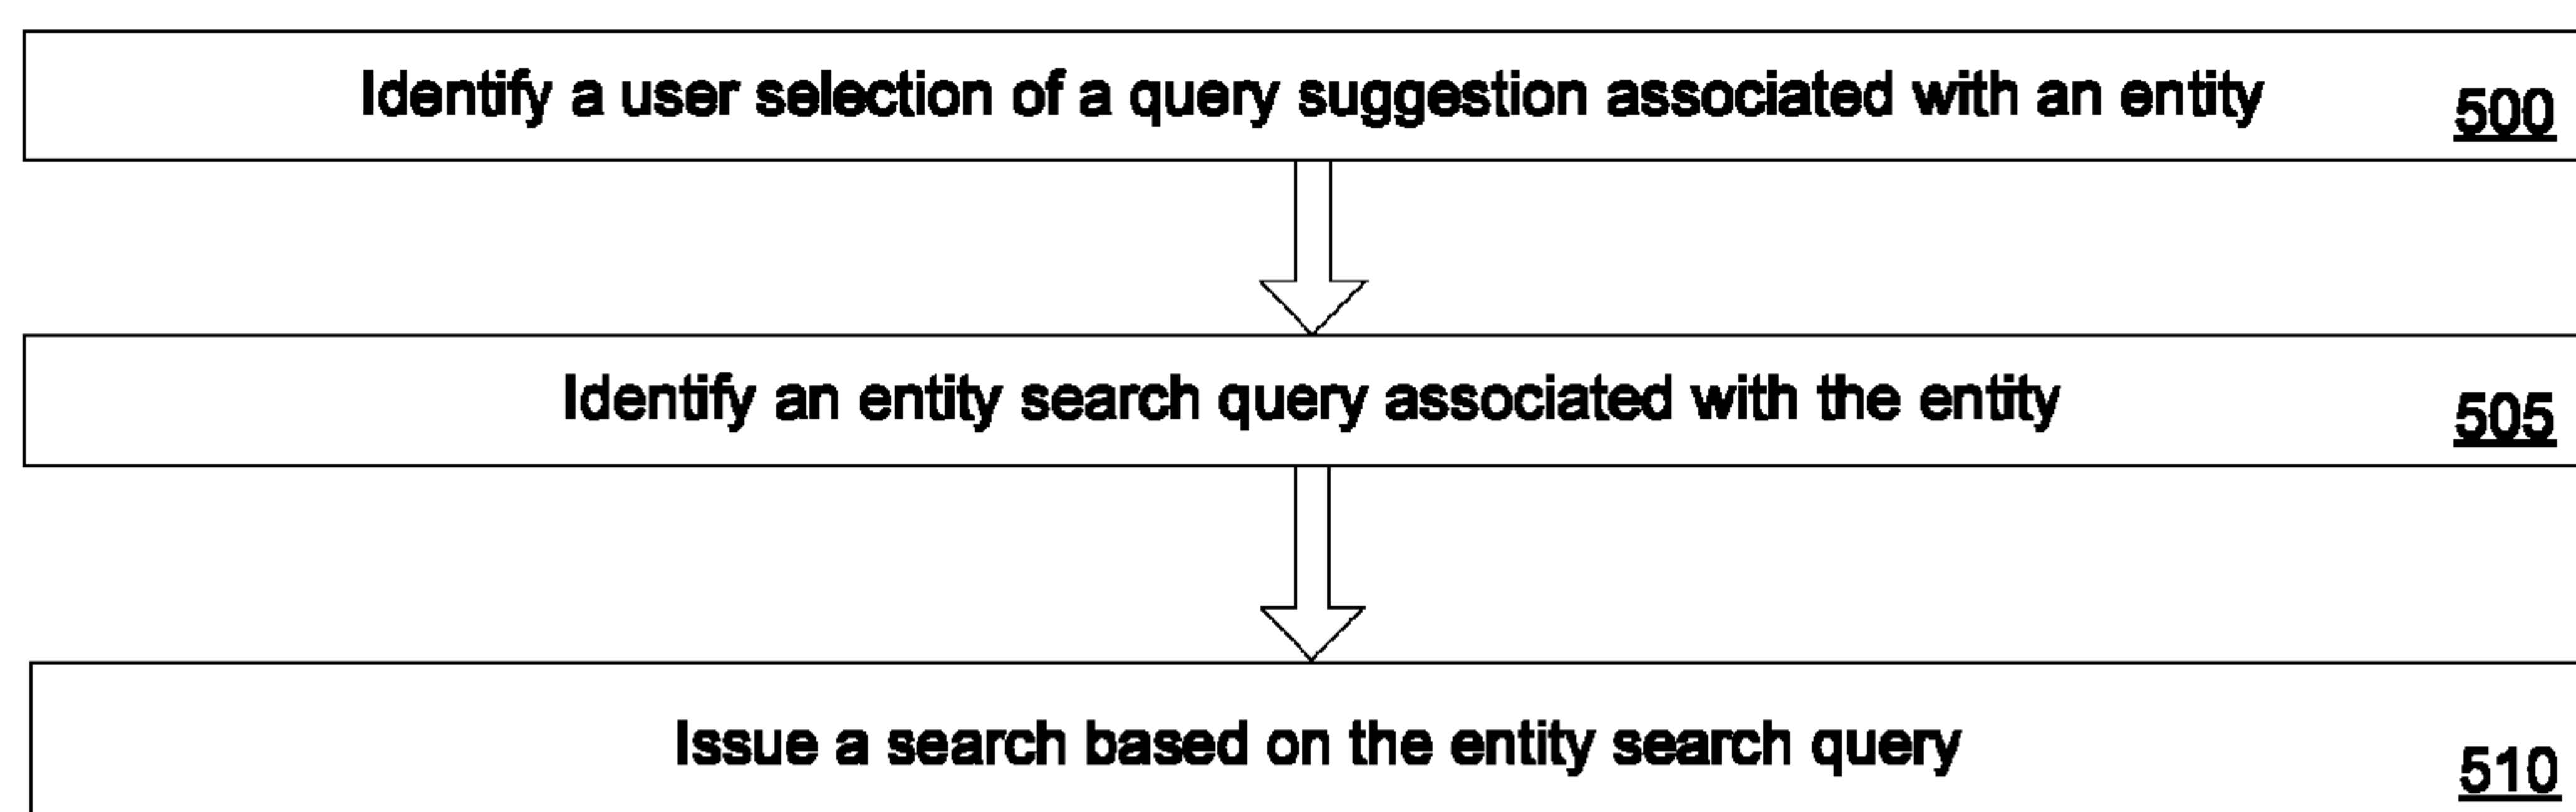 Identify a user selection of a query suggestion associated with an entity 500
Identify an entity search query associated with the entity 505
Issue a search based on the entity search query 510